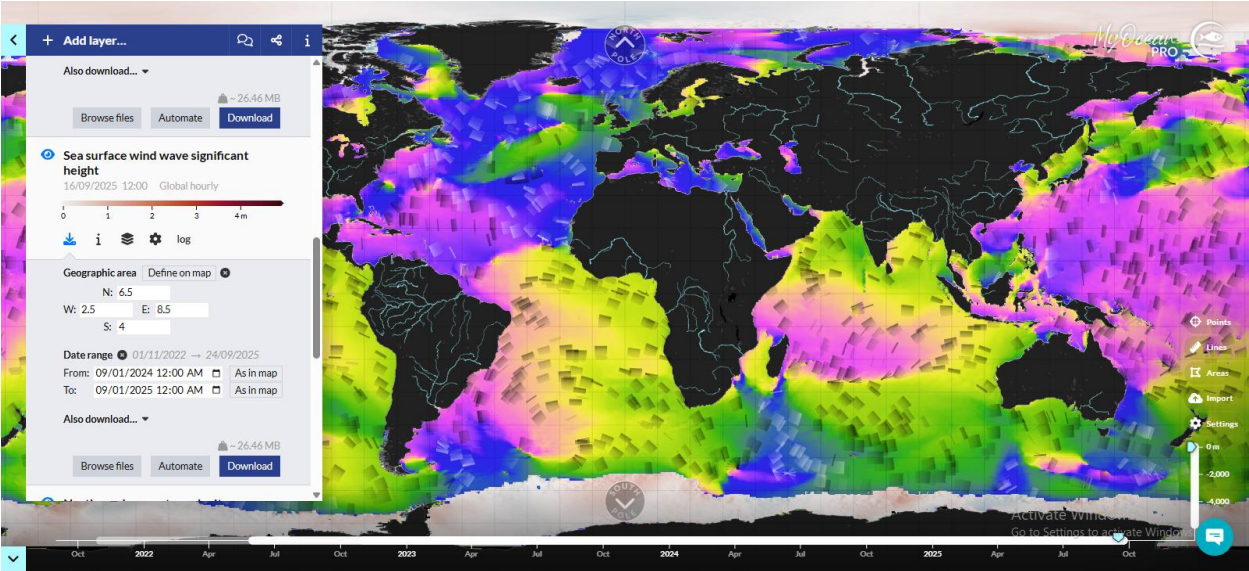 + Add layer...
Also download...
~ 26.46 MB
Browse files Automate Download
Sea surface wind wave significant
height
16/09/2025 12:00 Global hourly
0 1 2 3 4 m
i log
Geographic area Define on map
N: 6.5
W: 2.5 E: 8.5
S: 4
Date range 01/11/2022 → 24/09/2025
From: 09/01/2024 12:00 AM As in map
To: 09/01/2025 12:00 AM As in map
Also download...
~ 26.46 MB
Browse files Automate Download
NORTH
POLE
MyOcean
PRO
Points
Lines
Areas
Import
Settings
0 m
-2,000
-4,000
SOUTH
POLE
Activate Windows
Go to Settings to activate Windows.
Oct 2022 Apr Jul Oct 2023 Apr Jul Oct 2024 Apr Jul Oct 2025 Apr Jul Oct